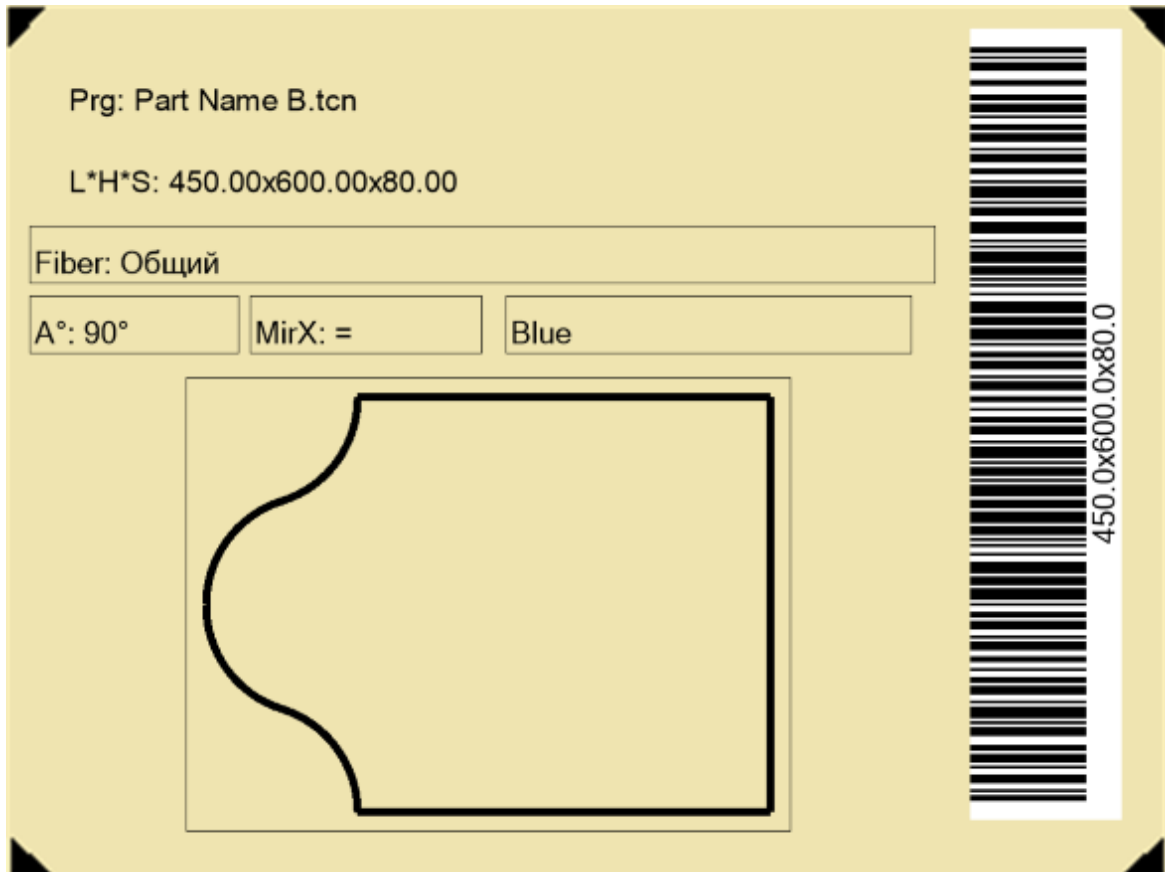 Prg: Part Name B.tcn
L*H*S: 450.00x600.00x80.00
Fiber: Общий
A°: 90°
MirX: =
Blue
450.0x600.0x80.0